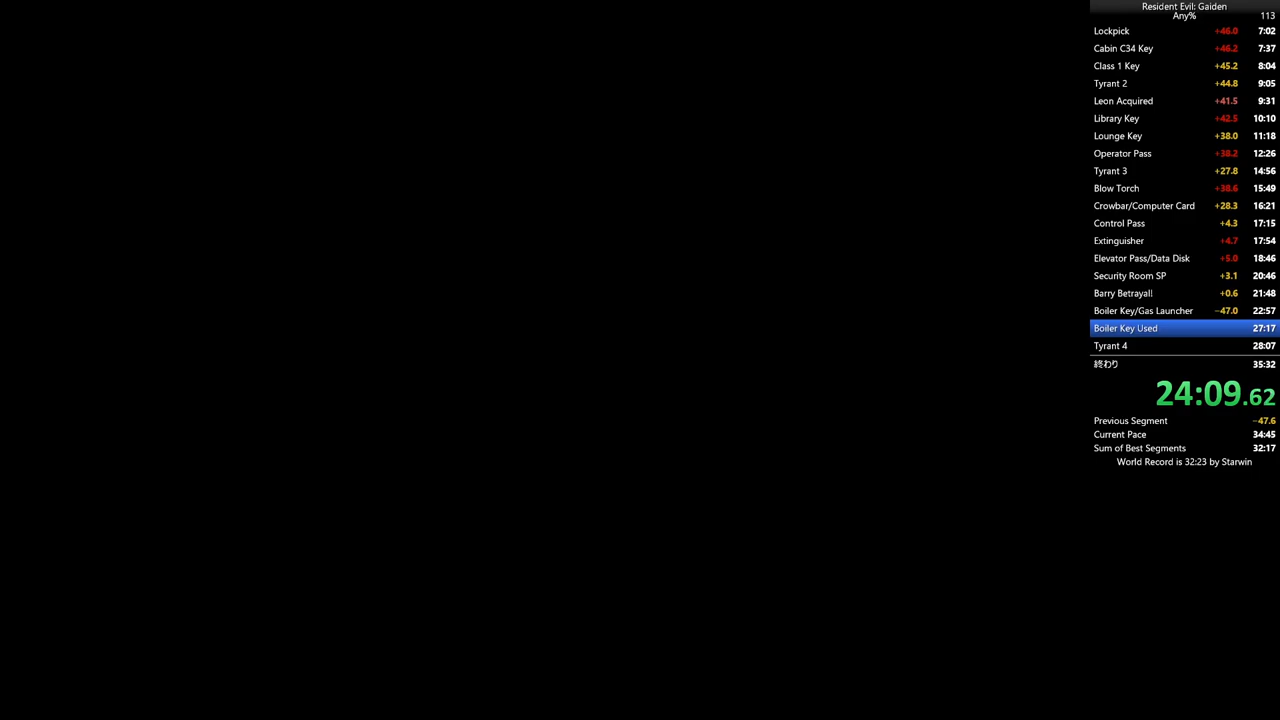 Resident Evil: Gaiden
Any% 113
Lockpick +46.0 7:02
Cabin C34 Key +46.2 7:37
Class 1 Key +45.2 8:04
Tyrant 2 +44.8 9:05
Leon Acquired +41.5 9:31
Library Key +42.5 10:10
Lounge Key +38.0 11:18
Operator Pass +38.2 12:26
Tyrant 3 +27.8 14:56
Blow Torch +38.6 15:49
Crowbar/Computer Card +28.3 16:21
Control Pass +4.3 17:15
Extinguisher +4.7 17:54
Elevator Pass/Data Disk +5.0 18:46
Security Room SP +3.1 20:46
Barry Betrayal! +0.6 21:48
Boiler Key/Gas Launcher −47.0 22:57
Boiler Key Used 27:17
Tyrant 4 28:07
終わり 35:32
24:09.62
Previous Segment −47.6
Current Pace 34:45
Sum of Best Segments 32:17
World Record is 32:23 by Starwin